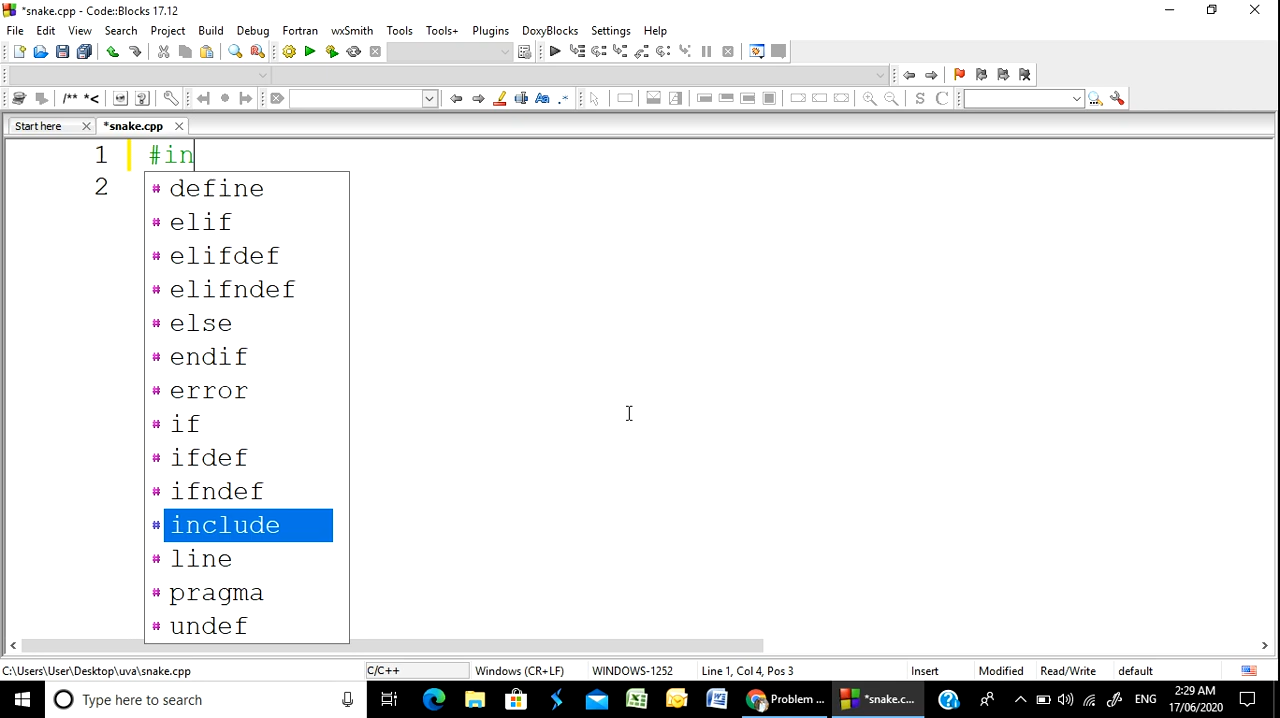 *snake.cpp - Code::Blocks 17.12
File Edit View Search Project Build Debug Fortran wxSmith Tools Tools+ Plugins DoxyBlocks Settings Help
/** *<
Aa .*
S C
Start here *snake.cpp
1 #in
2
# define
# elif
# elifdef
# elifndef
# else
# endif
# error
# if
# ifdef
# ifndef
# include
# line
# pragma
# undef
C:\Users\User\Desktop\uva\snake.cpp C/C++ Windows (CR+LF) WINDOWS-1252 Line 1, Col 4, Pos 3 Insert Modified Read/Write default
Type here to search Problem ... *snake.c... ENG 2:29 AM
17/06/2020